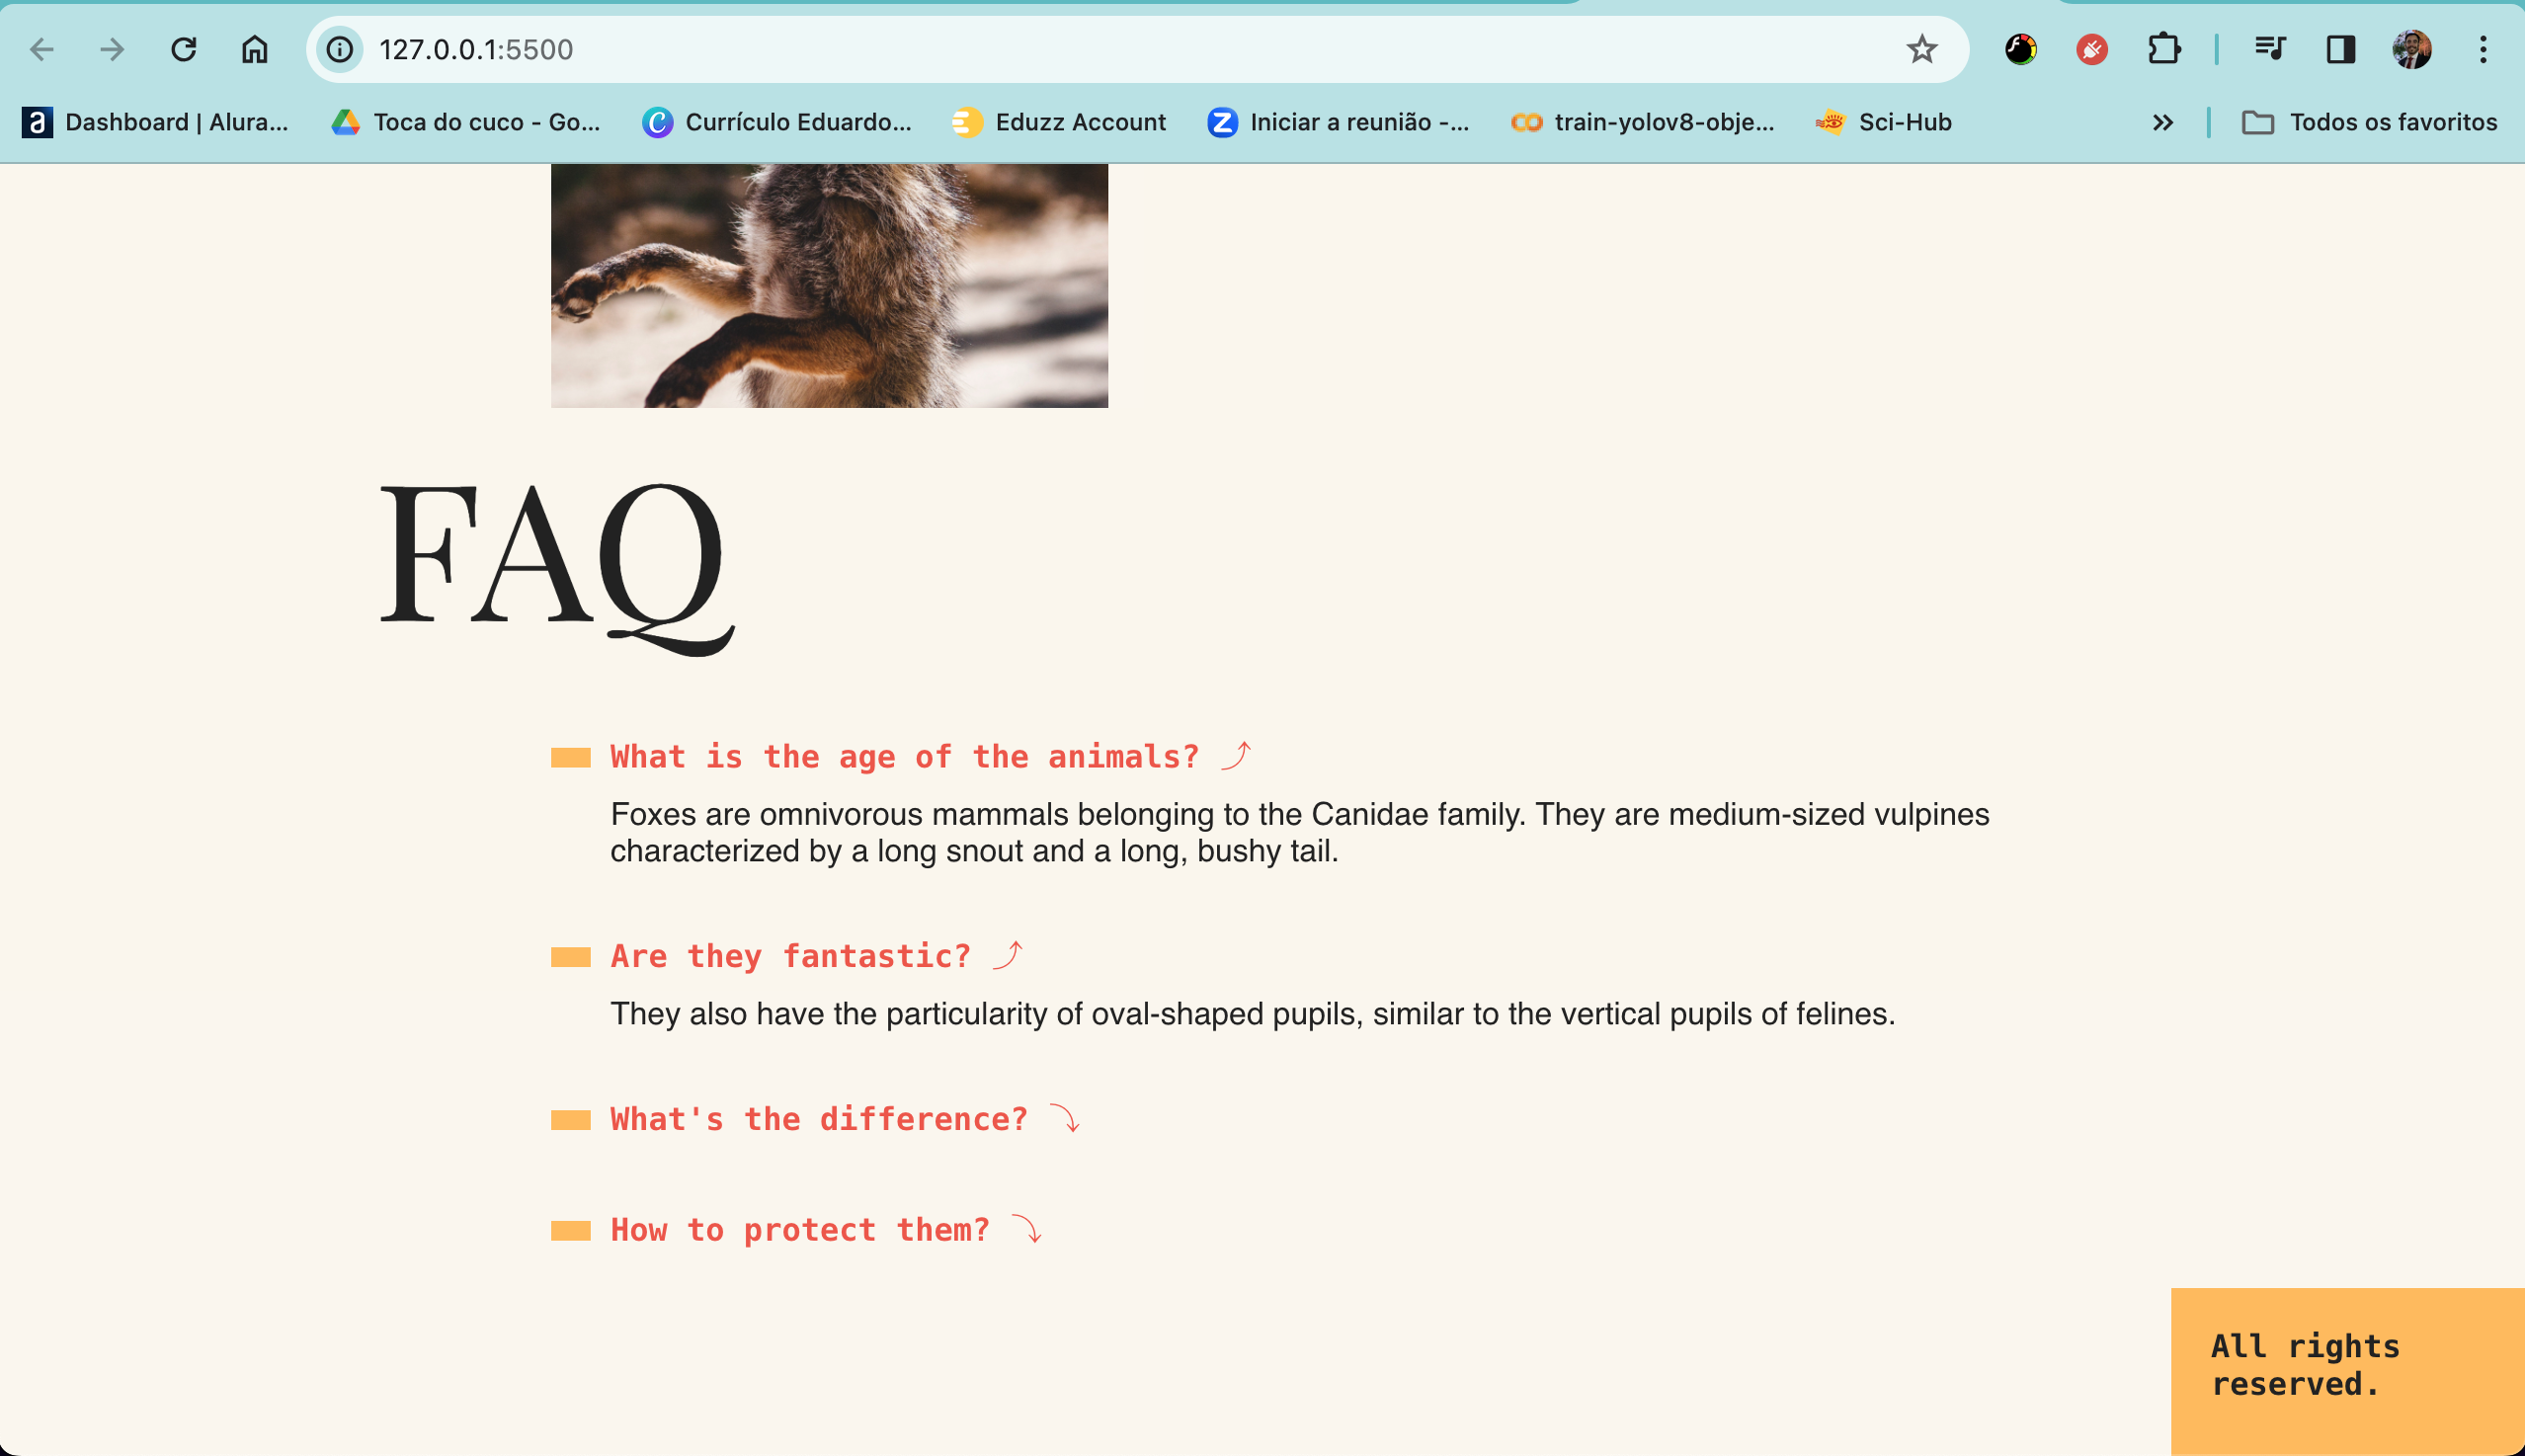 127.0.0.1:5500
Dashboard | Alura... Toca do cuco - Go... Currículo Eduardo... Eduzz Account Iniciar a reunião -... train-yolov8-obje... Sci-Hub » Todos os favoritos
FAQ
What is the age of the animals?
Foxes are omnivorous mammals belonging to the Canidae family. They are medium-sized vulpines
characterized by a long snout and a long, bushy tail.
Are they fantastic?
They also have the particularity of oval-shaped pupils, similar to the vertical pupils of felines.
What's the difference?
How to protect them?
All rights
reserved.